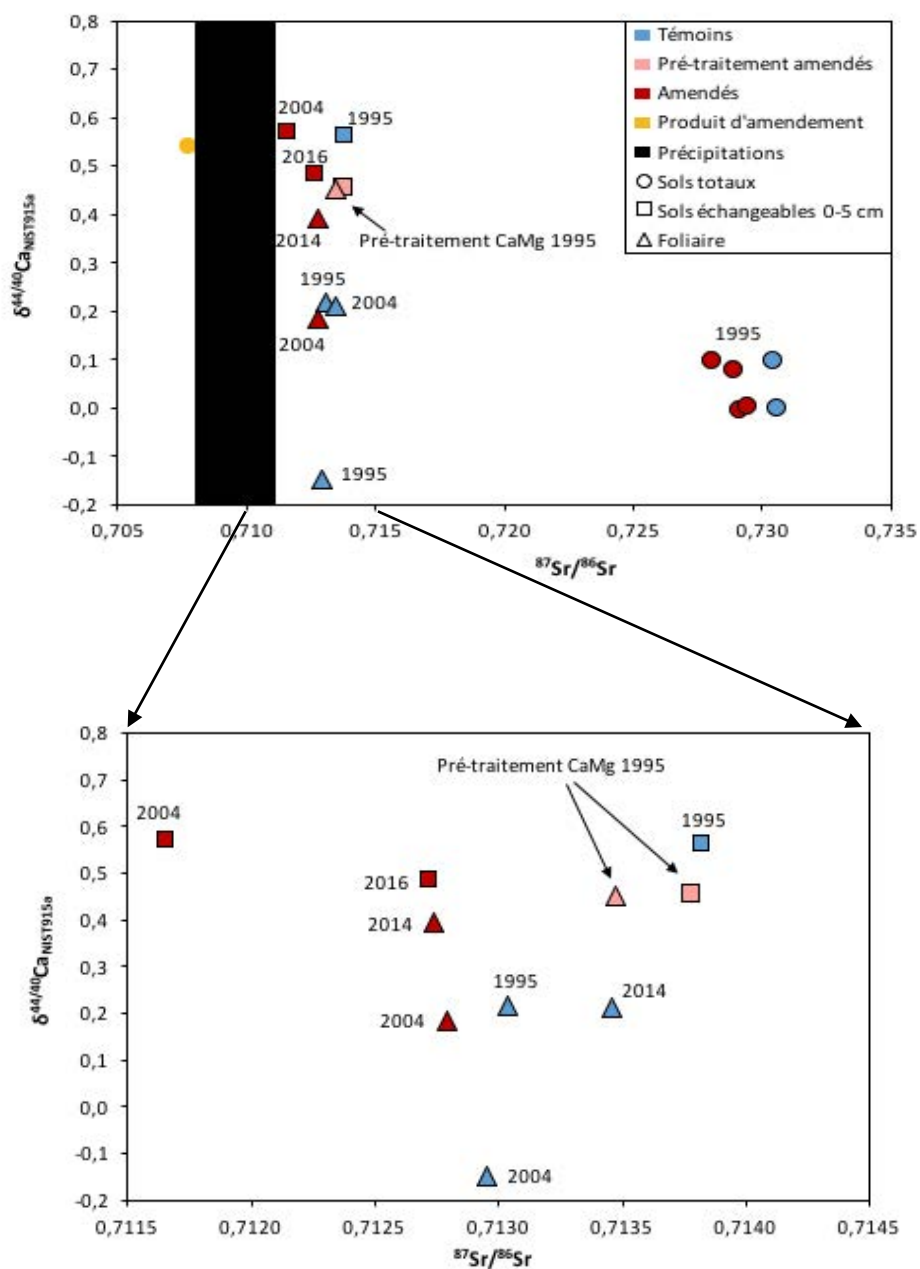 0,8
0,7
0,6
0,5
0,4
0,3
0,2
0,1
0,0
-0,1
-0,2
δ44/40CaNIST915a
2004
1995
2016
2014
Pré-traitement CaMg 1995
1995
2004
2004
1995
1995
Témoins
Pré-traitement amendés
Amendés
Produit d'amendement
Précipitations
Sols totaux
Sols échangeables 0-5 cm
Foliaire
0,705 0,710 0,715 0,720 0,725 0,730 0,735
87Sr/86Sr
0,8
0,7
0,6
0,5
0,4
0,3
0,2
0,1
0,0
-0,1
-0,2
δ44/40CaNIST915a
Pré-traitement CaMg 1995
2004
1995
2016
2014
1995
2014
2004
2004
0,7115 0,7120 0,7125 0,7130 0,7135 0,7140 0,7145
87Sr/86Sr